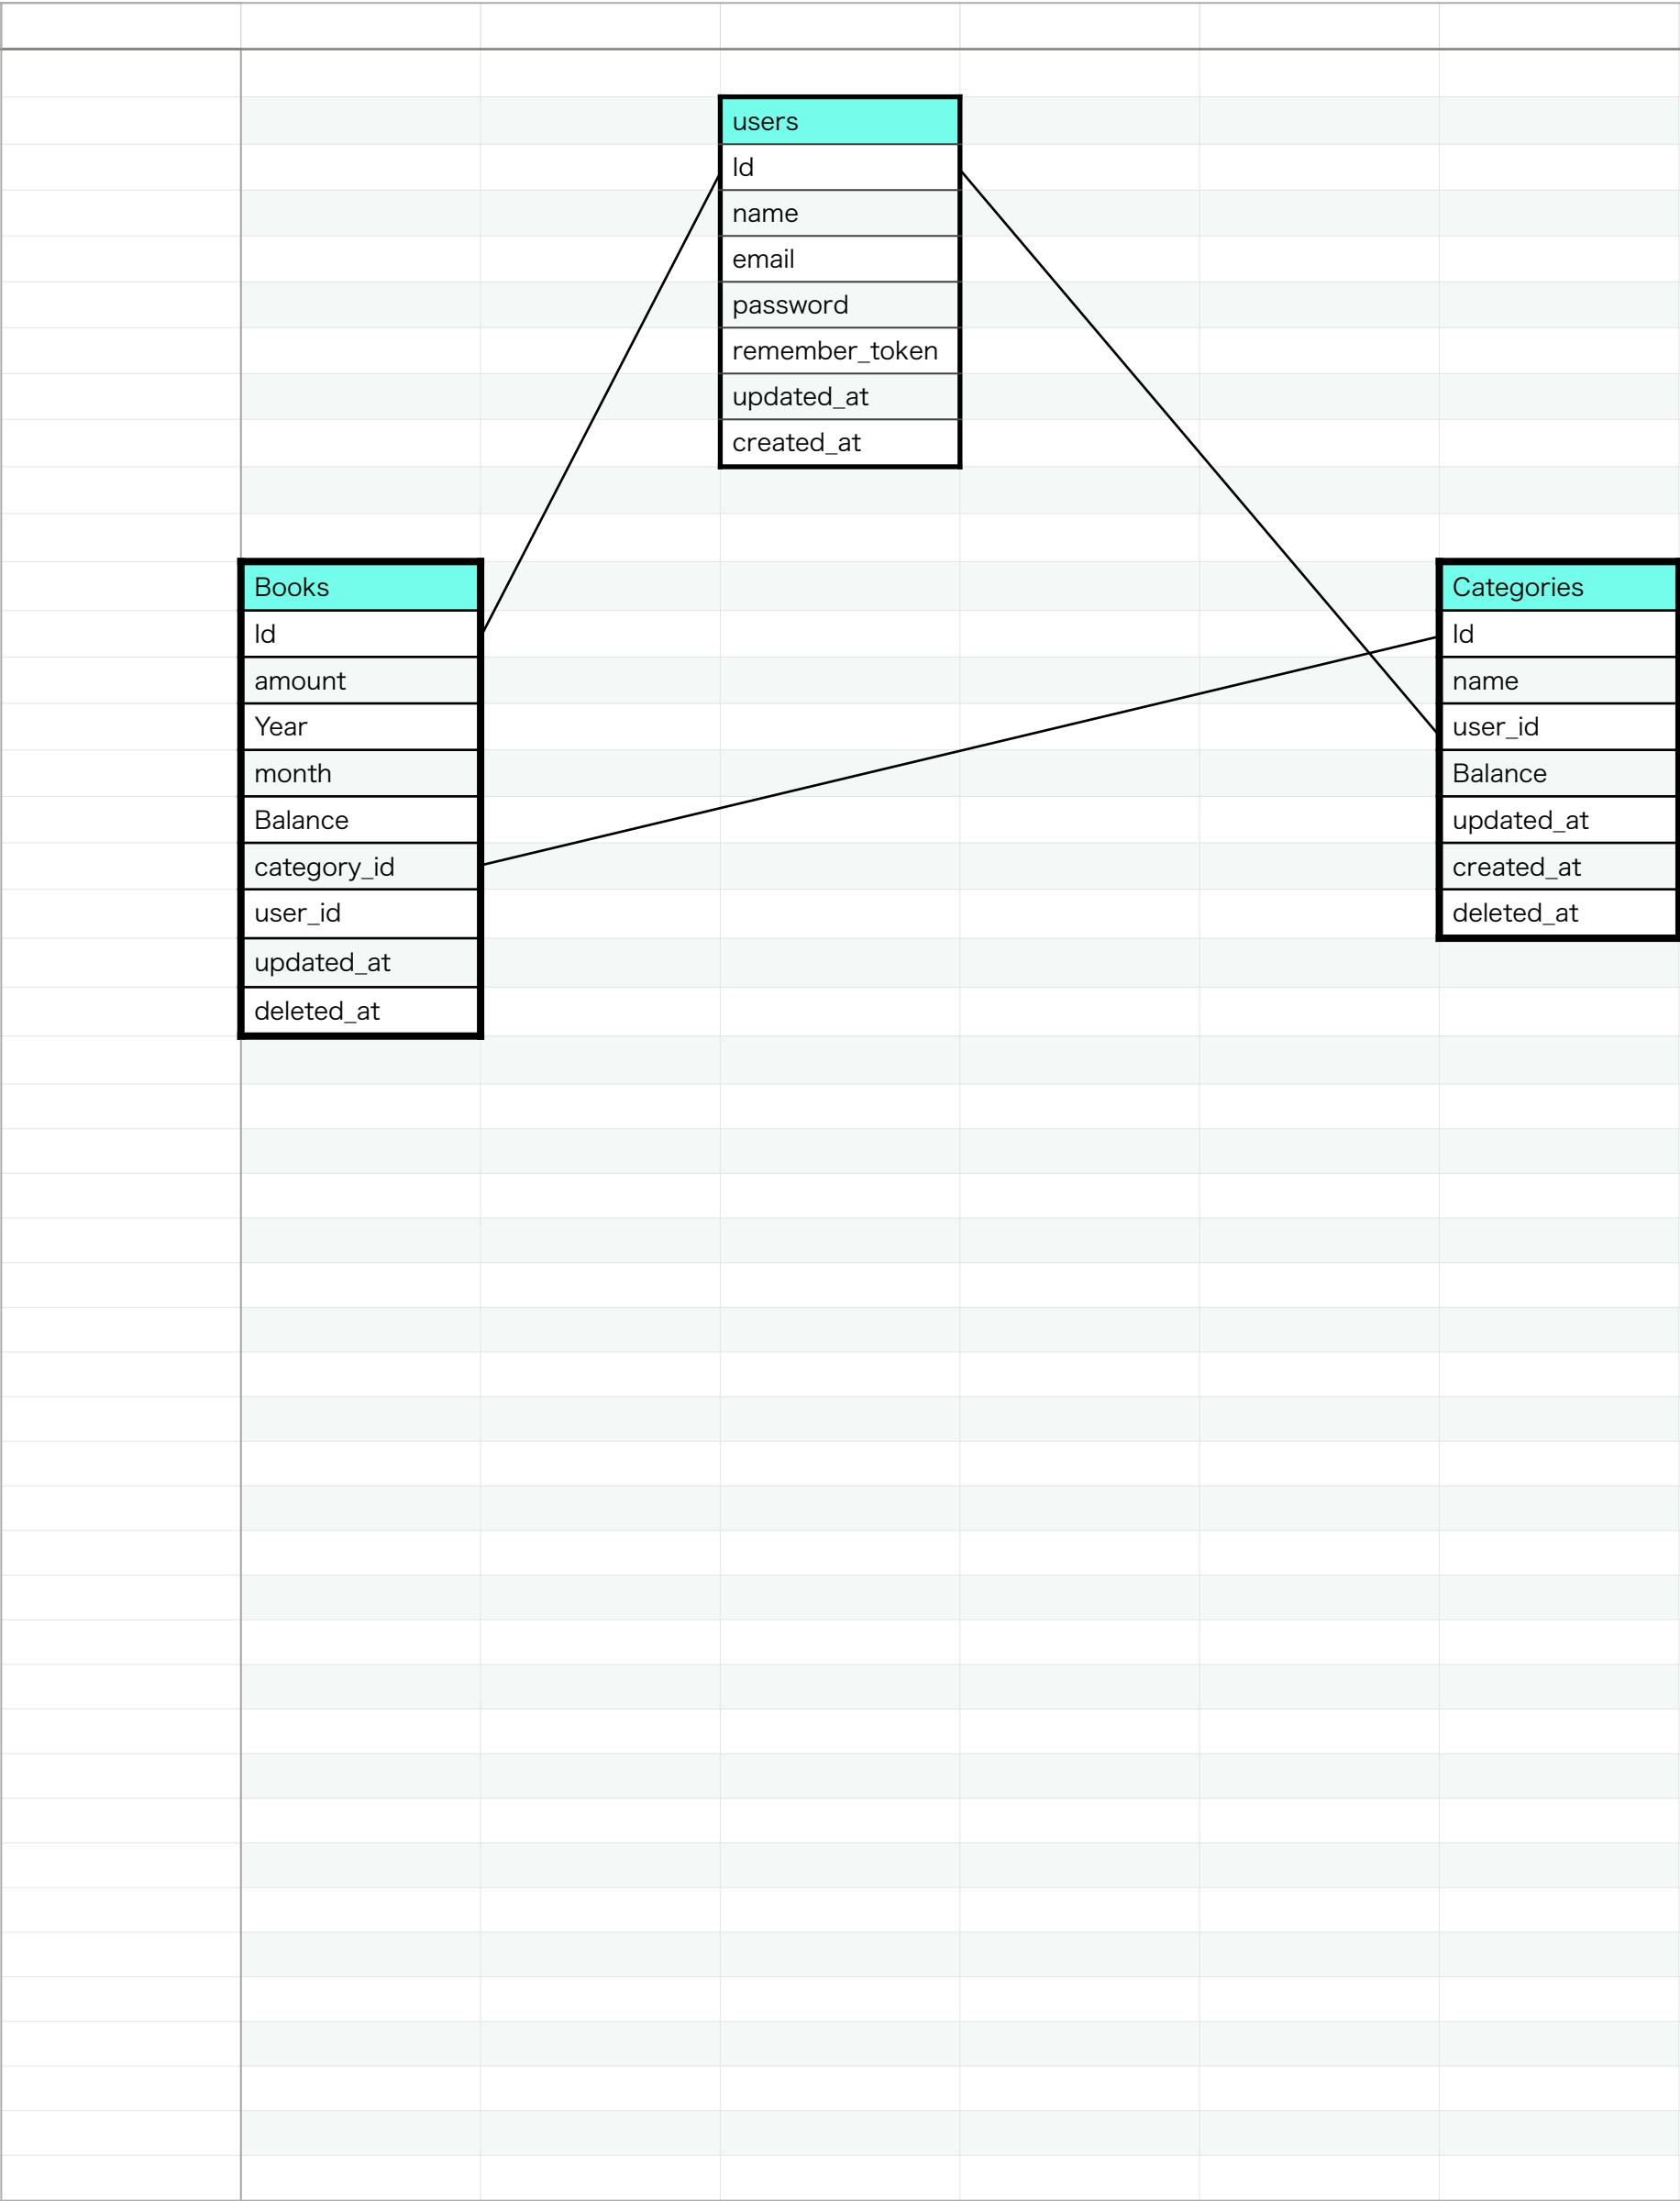 users
Id
name
email
password
remember_token
updated_at
created_at
Books
Id
amount
Year
month
Balance
category_id
user_id
updated_at
deleted_at
Categories
Id
name
user_id
Balance
updated_at
created_at
deleted_at